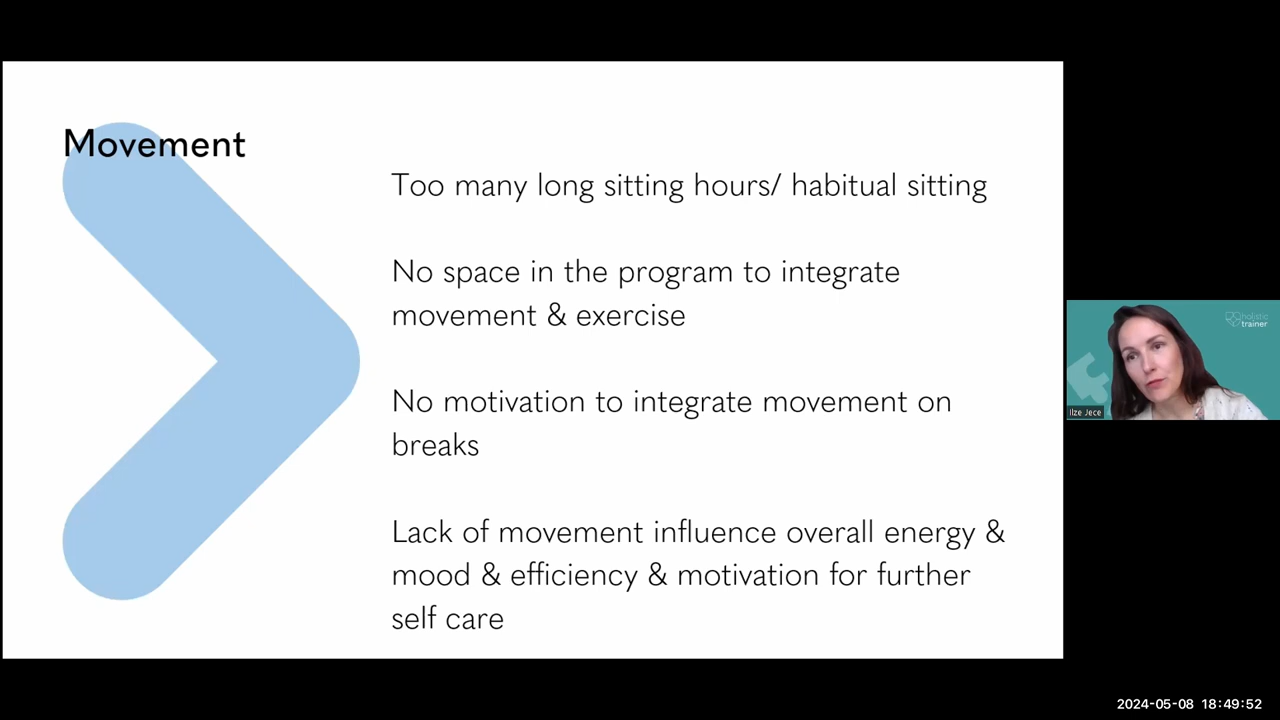 Movement
Too many long sitting hours/ habitual sitting
No space in the program to integrate
movement & exercise
No motivation to integrate movement on
breaks
Lack of movement influence overall energy &
mood & efficiency & motivation for further
self care
holistic
trainer
Ilze Jece
2024-05-08 18:49:52